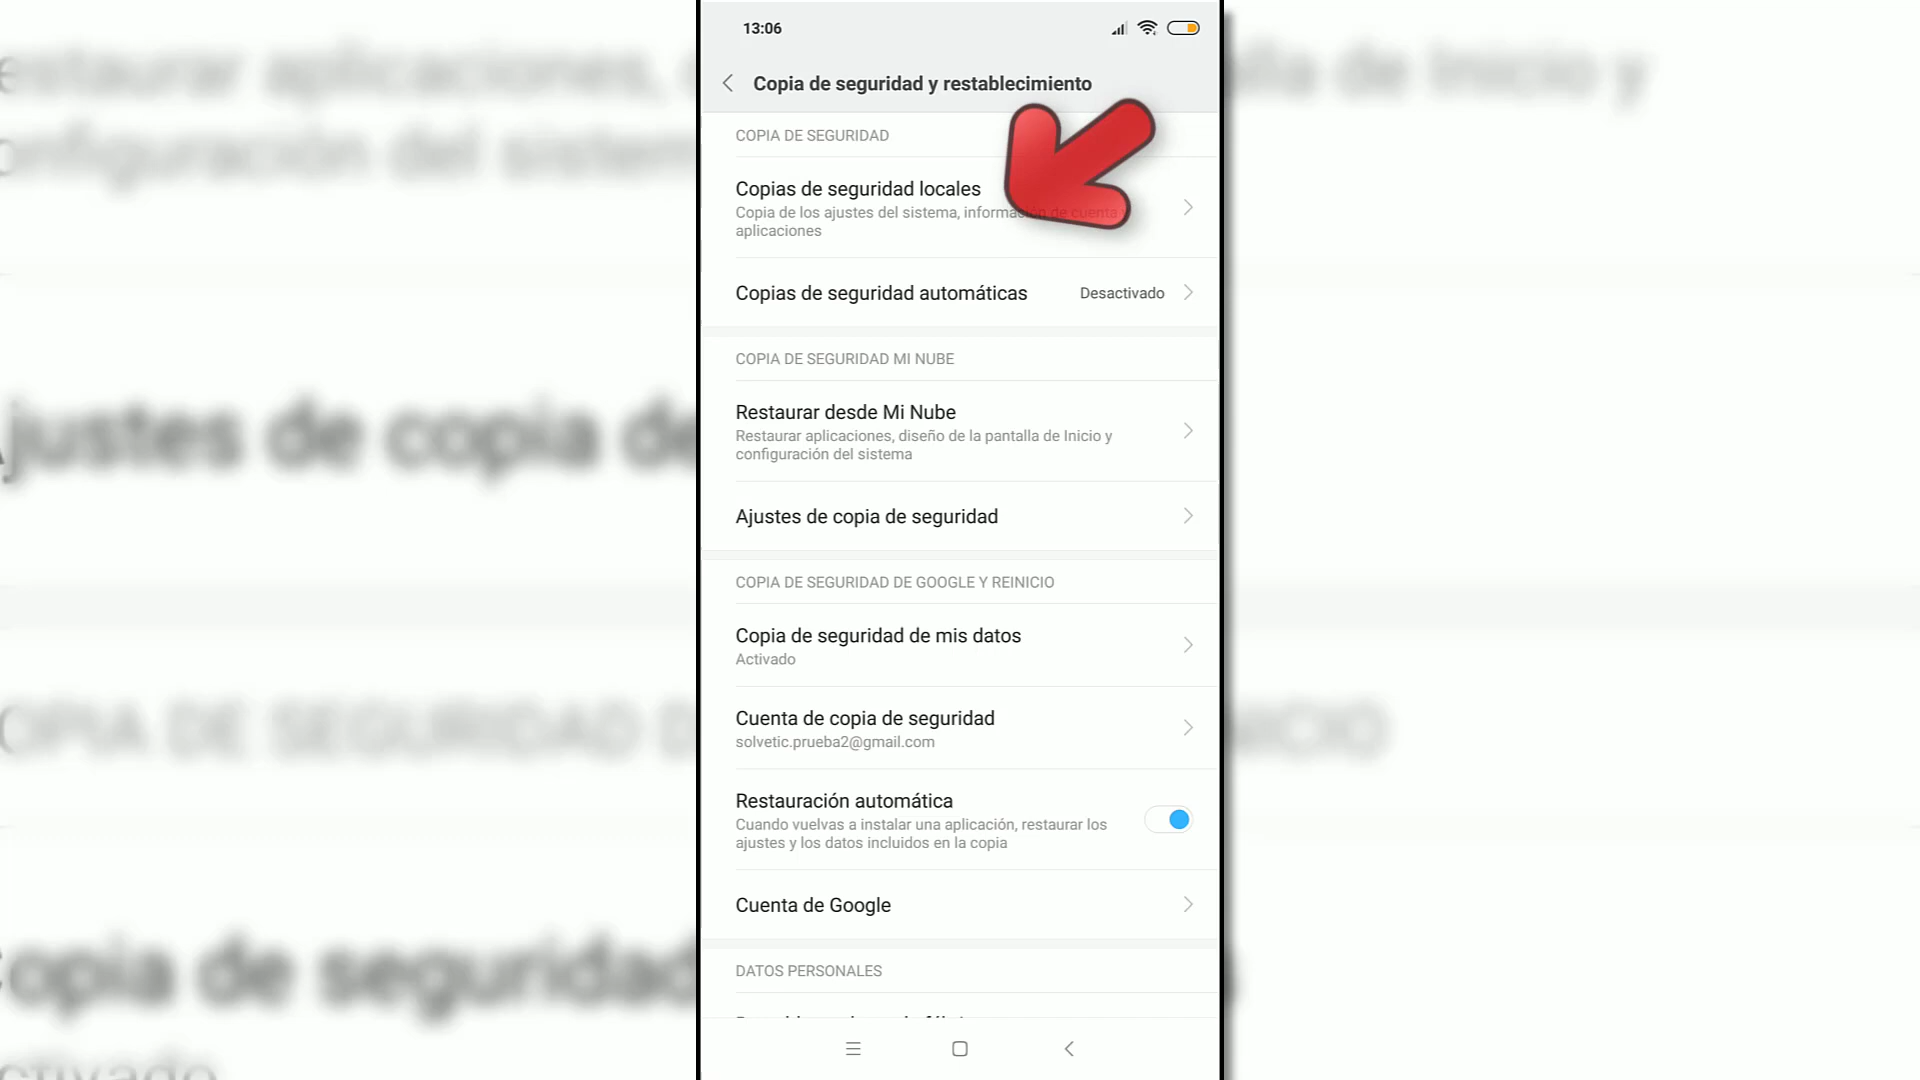 13:06
Copia de seguridad y restablecimiento
COPIA DE SEGURIDAD
Copias de seguridad locales
Copia de los ajustes del sistema, información de cuenta y
aplicaciones
Copias de seguridad automáticas
Desactivado
COPIA DE SEGURIDAD MI NUBE
Restaurar desde Mi Nube
Restaurar aplicaciones, diseño de la pantalla de Inicio y
configuración del sistema
Ajustes de copia de seguridad
COPIA DE SEGURIDAD DE GOOGLE Y REINICIO
Copia de seguridad de mis datos
Activado
Cuenta de copia de seguridad
solvetic.prueba2@gmail.com
Restauración automática
Cuando vuelvas a instalar una aplicación, restaurar los
ajustes y los datos incluidos en la copia
Cuenta de Google
DATOS PERSONALES